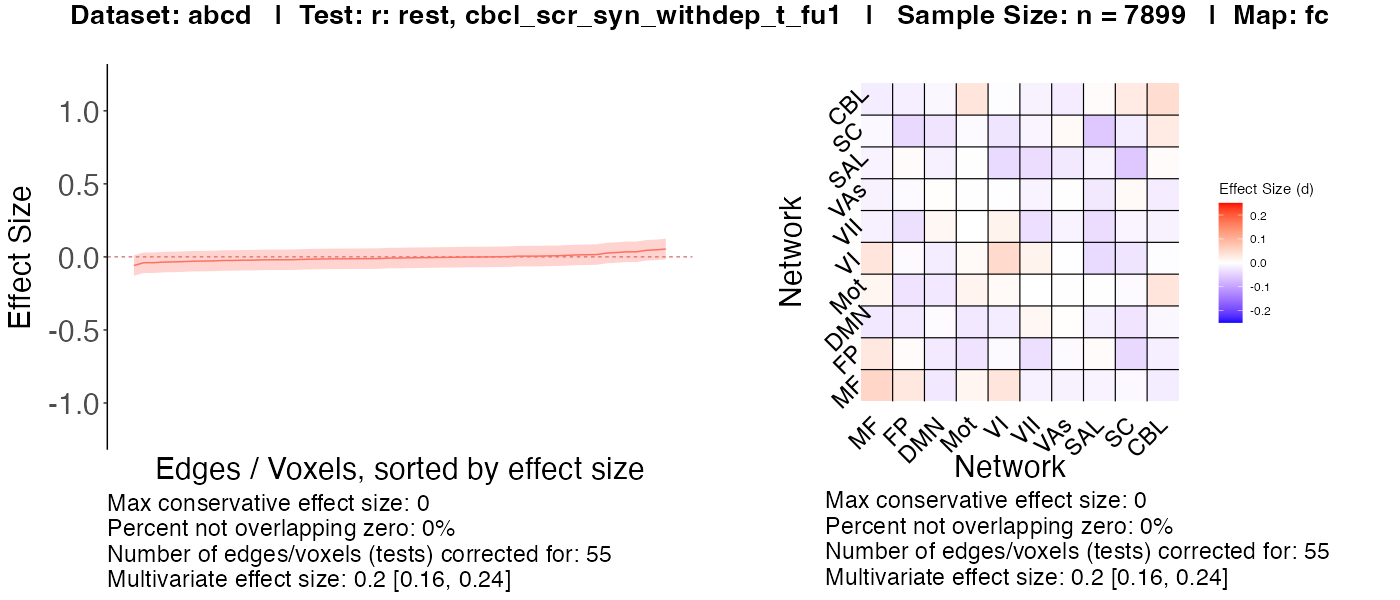 Dataset: abcd | Test: r: rest, cbcl_scr_syn_withdep_t_fu1 | Sample Size: n = 7899 | Map: fc
Effect Size
1.0
0.5
0.0
-0.5
-1.0
Edges / Voxels, sorted by effect size
Max conservative effect size: 0
Percent not overlapping zero: 0%
Number of edges/voxels (tests) corrected for: 55
Multivariate effect size: 0.2 [0.16, 0.24]
Network
CBL
SC
SAL
VAs
VII
VI
Mot
DMN
FP
MF
MF
FP
DMN
Mot
VI
VII
VAs
SAL
SC
CBL
Network
Effect Size (d)
0.2
0.1
0.0
-0.1
-0.2
Max conservative effect size: 0
Percent not overlapping zero: 0%
Number of edges/voxels (tests) corrected for: 55
Multivariate effect size: 0.2 [0.16, 0.24]